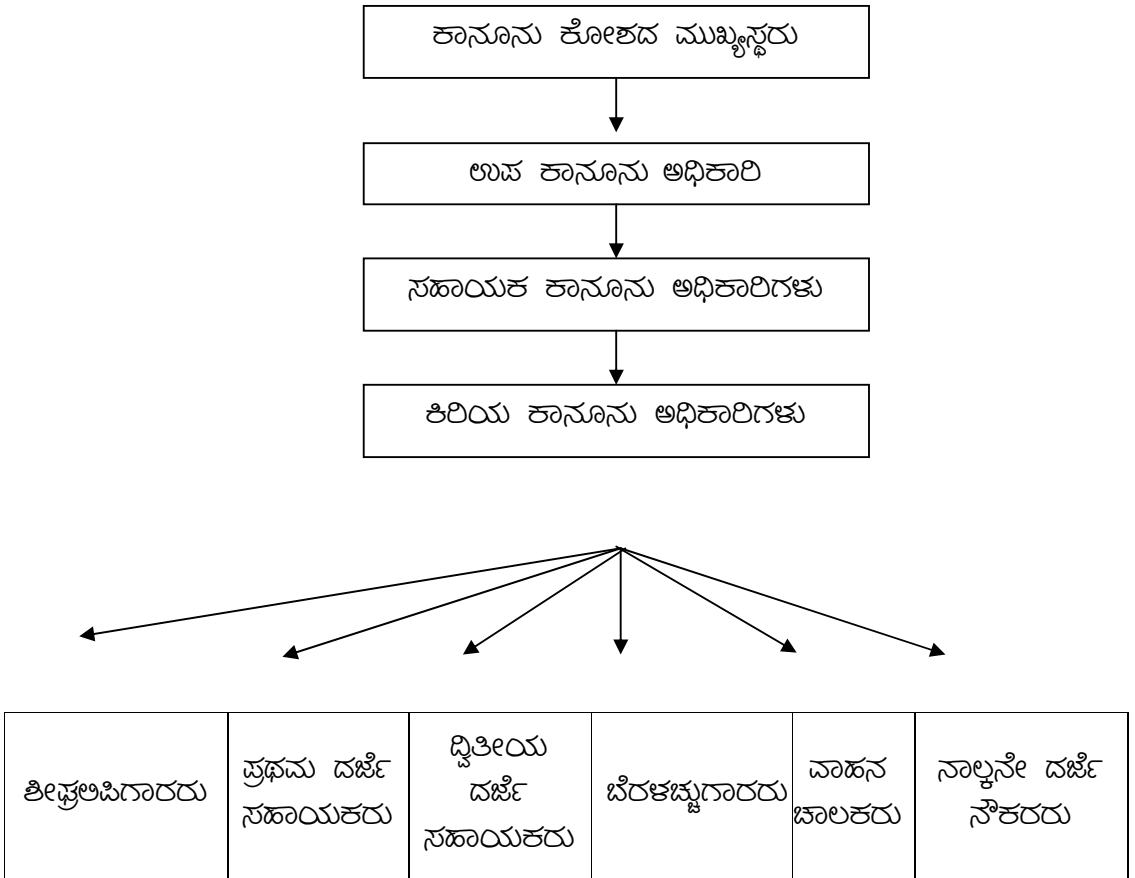 ಕಾನೂನು ಕೋಶದ ಮುಖ್ಯಸ್ಥರು
ಉಪ ಕಾನೂನು ಅಧಿಕಾರಿ
ಸಹಾಯಕ ಕಾನೂನು ಅಧಿಕಾರಿಗಳು
ಕಿರಿಯ ಕಾನೂನು ಅಧಿಕಾರಿಗಳು
ಶೀಘ್ರಲಿಪಿಗಾರರು
ಪ್ರಥಮ ದರ್ಜೆ
ಸಹಾಯಕರು
ದ್ವಿತೀಯ
ದರ್ಜೆ
ಸಹಾಯಕರು
ಬೆರಳಚ್ಚುಗಾರರು
ವಾಹನ
ಚಾಲಕರು
ನಾಲ್ಕನೇ ದರ್ಜೆ
ನೌಕರರು